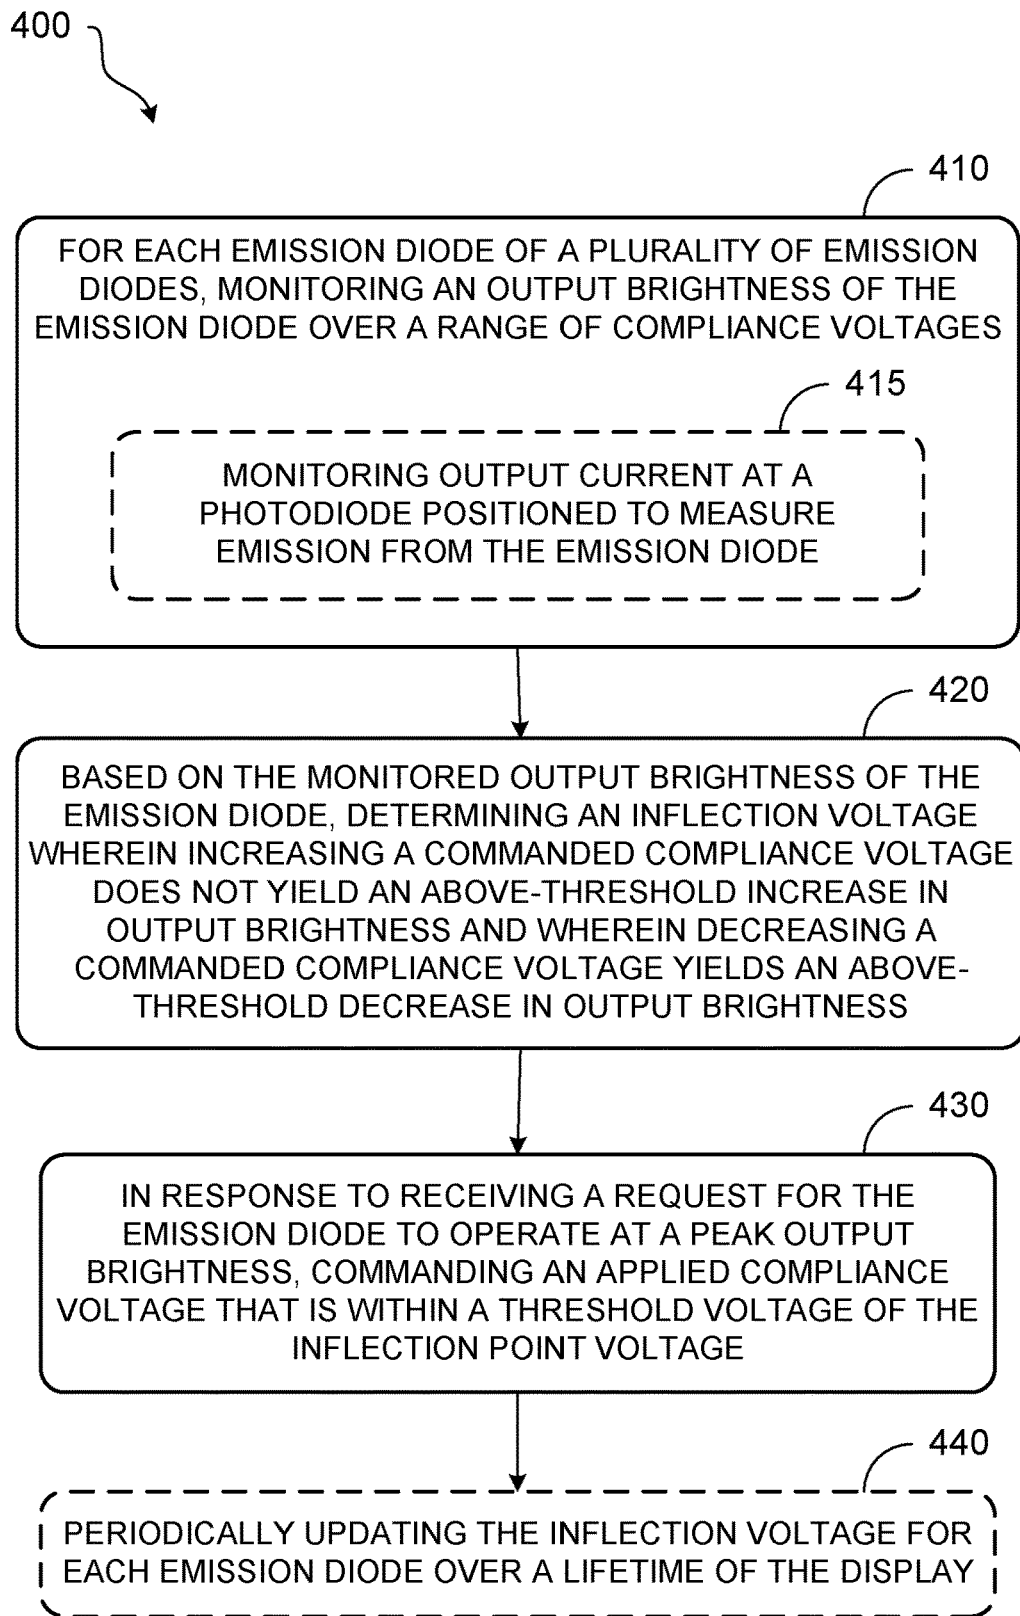 400
410
FOR EACH EMISSION DIODE OF A PLURALITY OF EMISSION
DIODES, MONITORING AN OUTPUT BRIGHTNESS OF THE
EMISSION DIODE OVER A RANGE OF COMPLIANCE VOLTAGES
415
MONITORING OUTPUT CURRENT AT A
PHOTODIODE POSITIONED TO MEASURE
EMISSION FROM THE EMISSION DIODE
420
BASED ON THE MONITORED OUTPUT BRIGHTNESS OF THE
EMISSION DIODE, DETERMINING AN INFLECTION VOLTAGE
WHEREIN INCREASING A COMMANDED COMPLIANCE VOLTAGE
DOES NOT YIELD AN ABOVE-THRESHOLD INCREASE IN
OUTPUT BRIGHTNESS AND WHEREIN DECREASING A
COMMANDED COMPLIANCE VOLTAGE YIELDS AN ABOVE-
THRESHOLD DECREASE IN OUTPUT BRIGHTNESS
430
IN RESPONSE TO RECEIVING A REQUEST FOR THE
EMISSION DIODE TO OPERATE AT A PEAK OUTPUT
BRIGHTNESS, COMMANDING AN APPLIED COMPLIANCE
VOLTAGE THAT IS WITHIN A THRESHOLD VOLTAGE OF THE
INFLECTION POINT VOLTAGE
440
PERIODICALLY UPDATING THE INFLECTION VOLTAGE FOR
EACH EMISSION DIODE OVER A LIFETIME OF THE DISPLAY